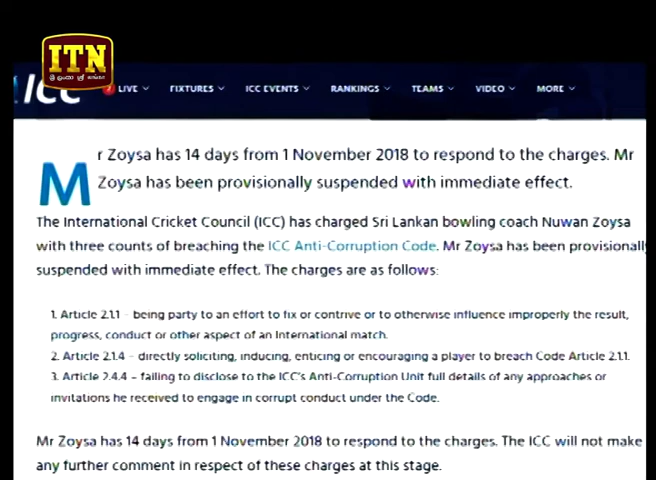 ITN
ශ්‍රී ලංකා ශ්‍රී ලංකා
ICC
LIVE FIXTURES ICC EVENTS RANKINGS TEAMS VIDEO MORE
Mr Zoysa has 14 days from 1 November 2018 to respond to the charges. Mr
Zoysa has been provisionally suspended with immediate effect.
The International Cricket Council (ICC) has charged Sri Lankan bowling coach Nuwan Zoysa
with three counts of breaching the ICC Anti-Corruption Code. Mr Zoysa has been provisionally
suspended with immediate effect. The charges are as follows:
1. Article 2.1.1 – being party to an effort to fix or contrive or to otherwise influence improperly the result,
progress, conduct or other aspect of an International match.
2. Article 2.1.4 – directly soliciting, inducing, enticing or encouraging a player to breach Code Article 2.1.1.
3. Article 2.4.4 – failing to disclose to the ICC's Anti-Corruption Unit full details of any approaches or
invitations he received to engage in corrupt conduct under the Code.
Mr Zoysa has 14 days from 1 November 2018 to respond to the charges. The ICC will not make
any further comment in respect of these charges at this stage.